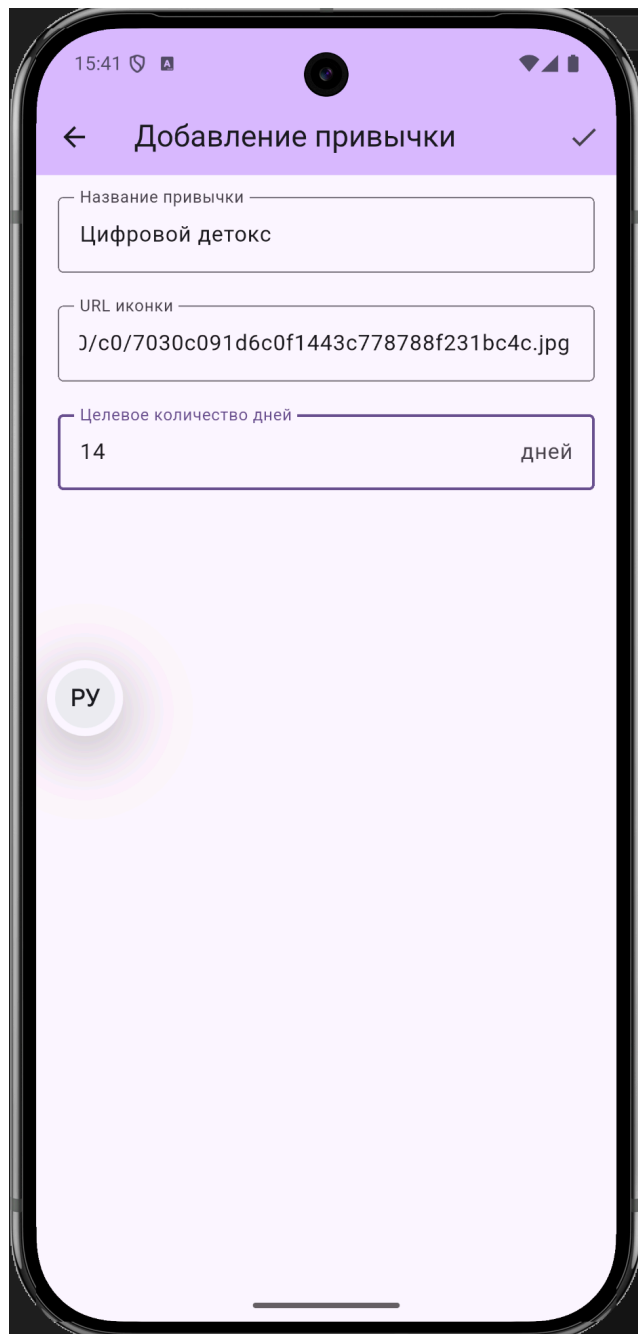 15:41
Добавление привычки
Название привычки
Цифровой детокс
URL иконки
/c0/7030c091d6c0f1443c778788f231bc4c.jpg
Целевое количество дней
14 дней
РУ